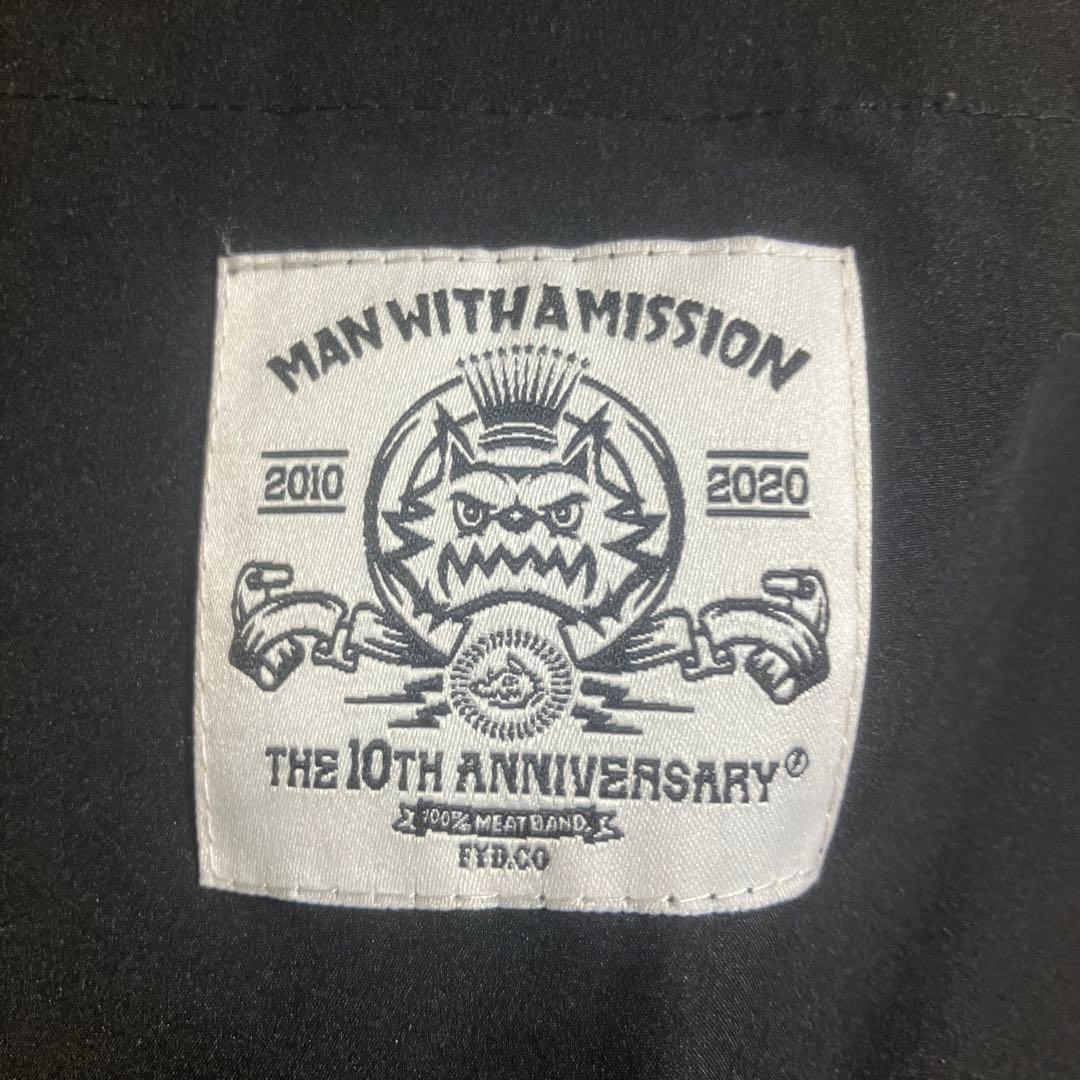 MAN WITH A MISSION
2010 2020
THE 10TH ANNIVERSARY
100% MEAT BAND
FYD.CO